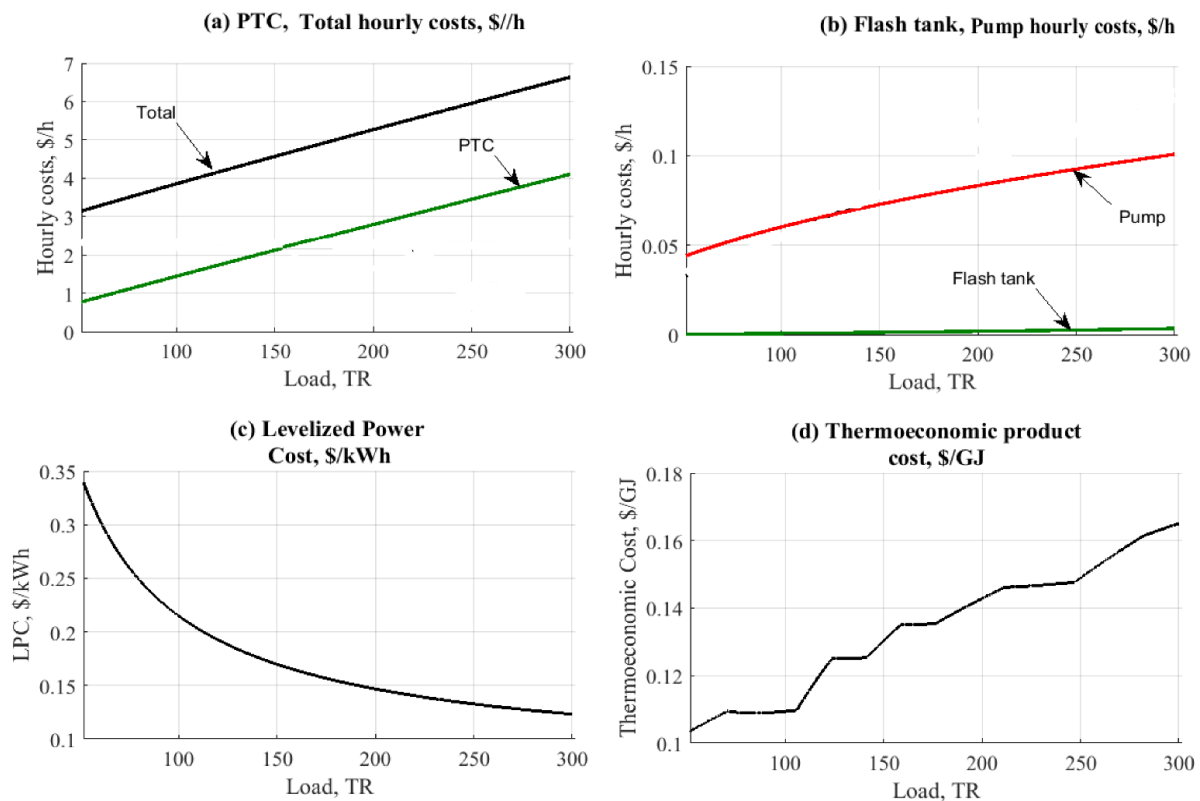 (a) PTC, Total hourly costs, $//h
Hourly costs, $/h
7
6
5
4
3
2
1
0
Total
PTC
100
150
200
250
300
Load, TR
(b) Flash tank, Pump hourly costs, $/h
Hourly costs, $/h
0.15
0.1
0.05
0
Pump
Flash tank
100
150
200
250
300
Load, TR
(c) Levelized Power
Cost, $/kWh
LPC, $/kWh
0.35
0.3
0.25
0.2
0.15
0.1
100
150
200
250
300
Load, TR
(d) Thermoeconomic product
cost, $/GJ
Thermoeconomic Cost, $/GJ
0.18
0.16
0.14
0.12
0.1
100
150
200
250
300
Load, TR